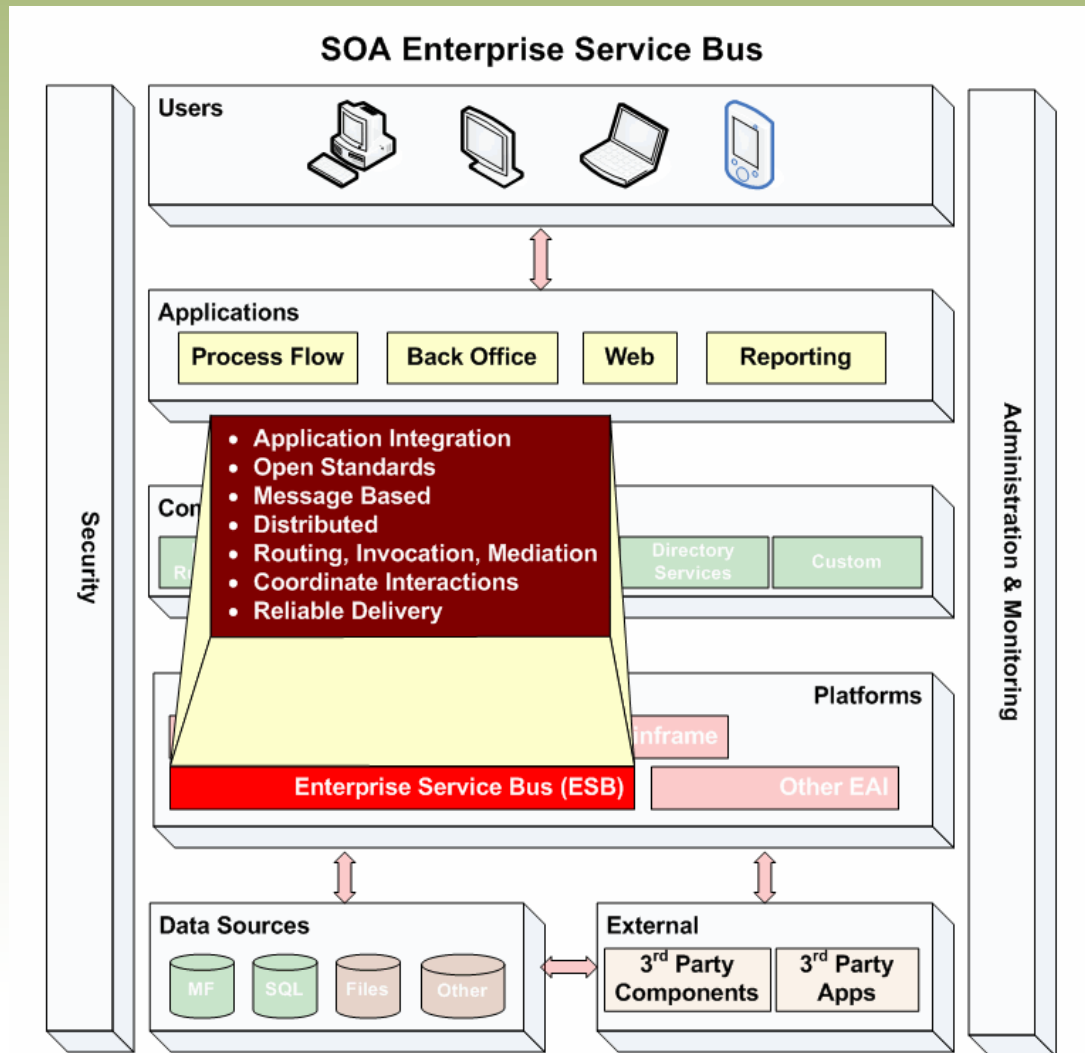 SOA Enterprise Service Bus
Users
Applications
Process Flow
Back Office
Web
Reporting
• Application Integration
• Open Standards
• Message Based
• Distributed
• Routing, Invocation, Mediation
• Coordinate Interactions
• Reliable Delivery
Directory
Services
Custom
Platforms
Enterprise Service Bus (ESB)
Other EAI
Data Sources
MF
SQL
Files
Other
External
3rd Party
Components
3rd Party
Apps
Security
Administration & Monitoring